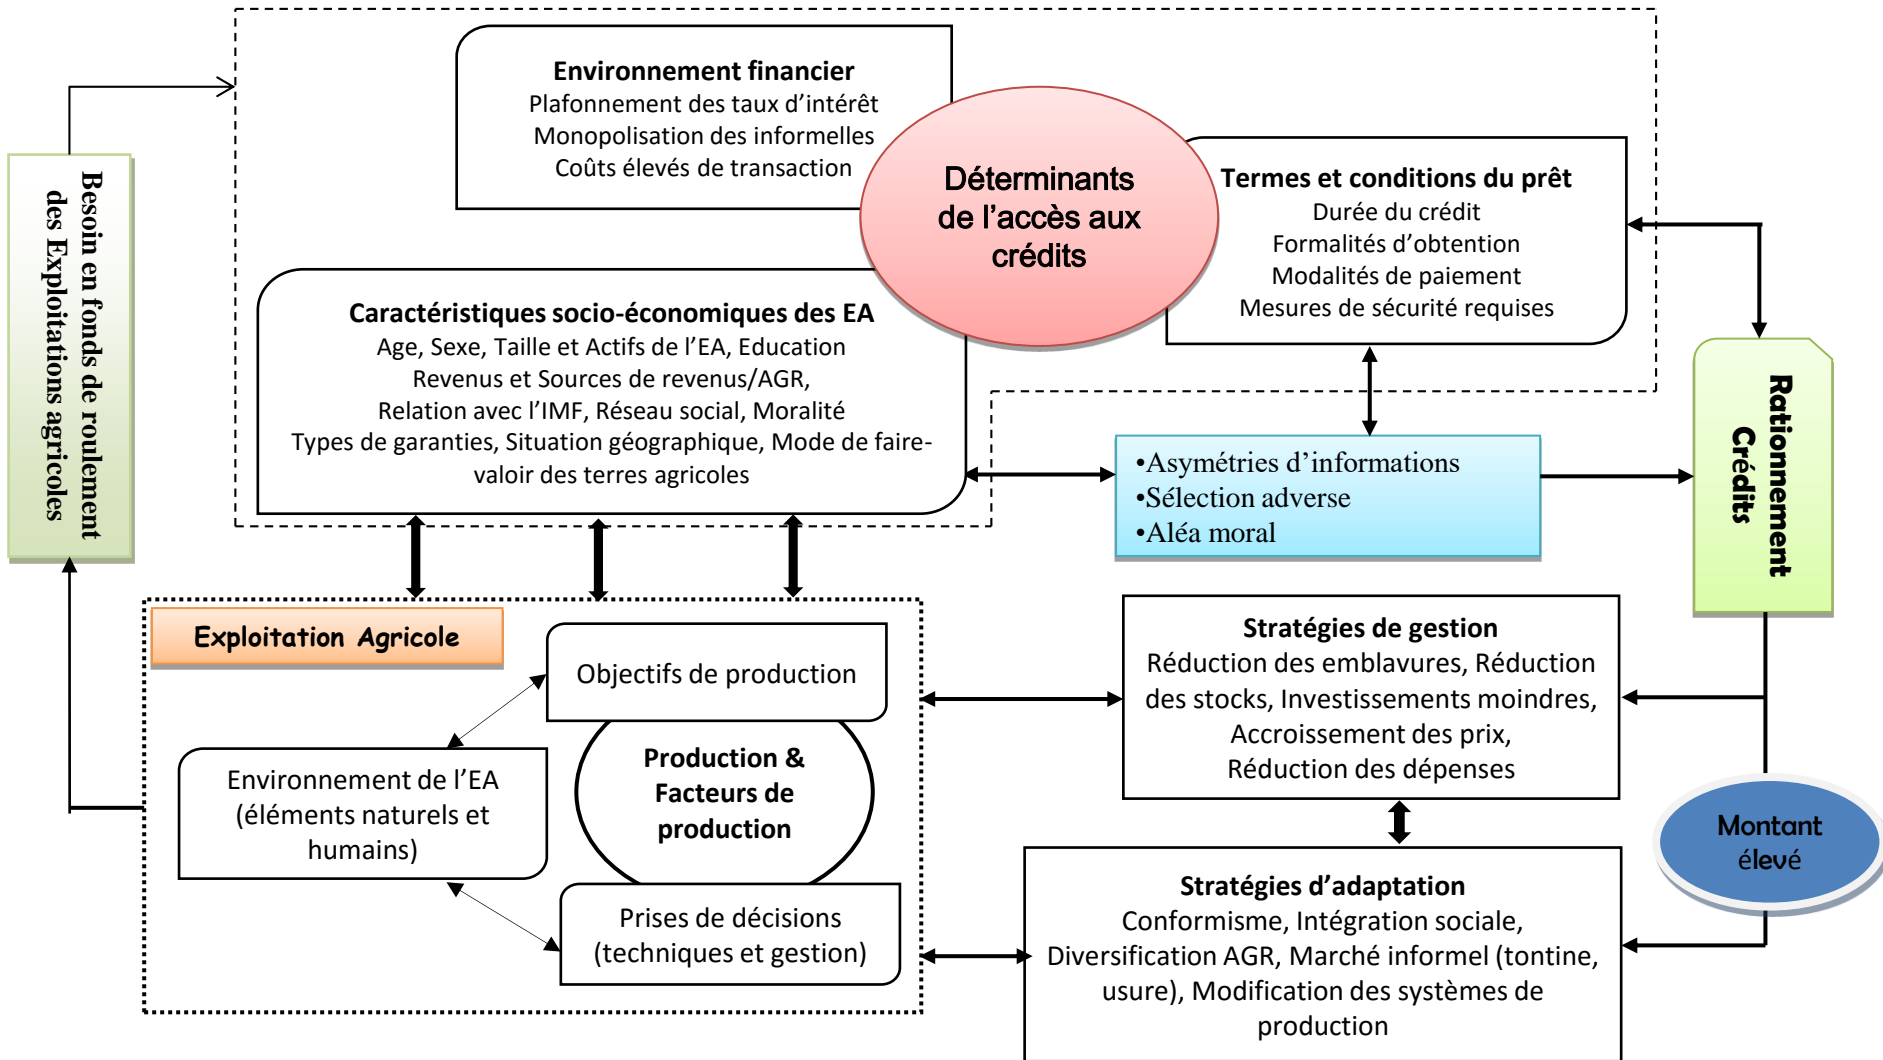 Environnement financier
Plafonnement des taux d’intérêt
Monopolisation des informelles
Coûts élevés de transaction
Déterminants
de l’accès aux
crédits
Termes et conditions du prêt
Durée du crédit
Formalités d’obtention
Modalités de paiement
Mesures de sécurité requises
Besoin en fonds de roulement
des Exploitations agricoles
Caractéristiques socio-économiques des EA
Age, Sexe, Taille et Actifs de l’EA, Education
Revenus et Sources de revenus/AGR,
Relation avec l’IMF, Réseau social, Moralité
Types de garanties, Situation géographique, Mode de faire-
valoir des terres agricoles
•Asymétries d’informations
•Sélection adverse
•Aléa moral
Rationnement
Crédits
Exploitation Agricole
Objectifs de production
Environnement de l’EA
(éléments naturels et
humains)
Production &
Facteurs de
production
Prises de décisions
(techniques et gestion)
Stratégies de gestion
Réduction des emblavures, Réduction
des stocks, Investissements moindres,
Accroissement des prix,
Réduction des dépenses
Montant
élevé
Stratégies d’adaptation
Conformisme, Intégration sociale,
Diversification AGR, Marché informel (tontine,
usure), Modification des systèmes de
production